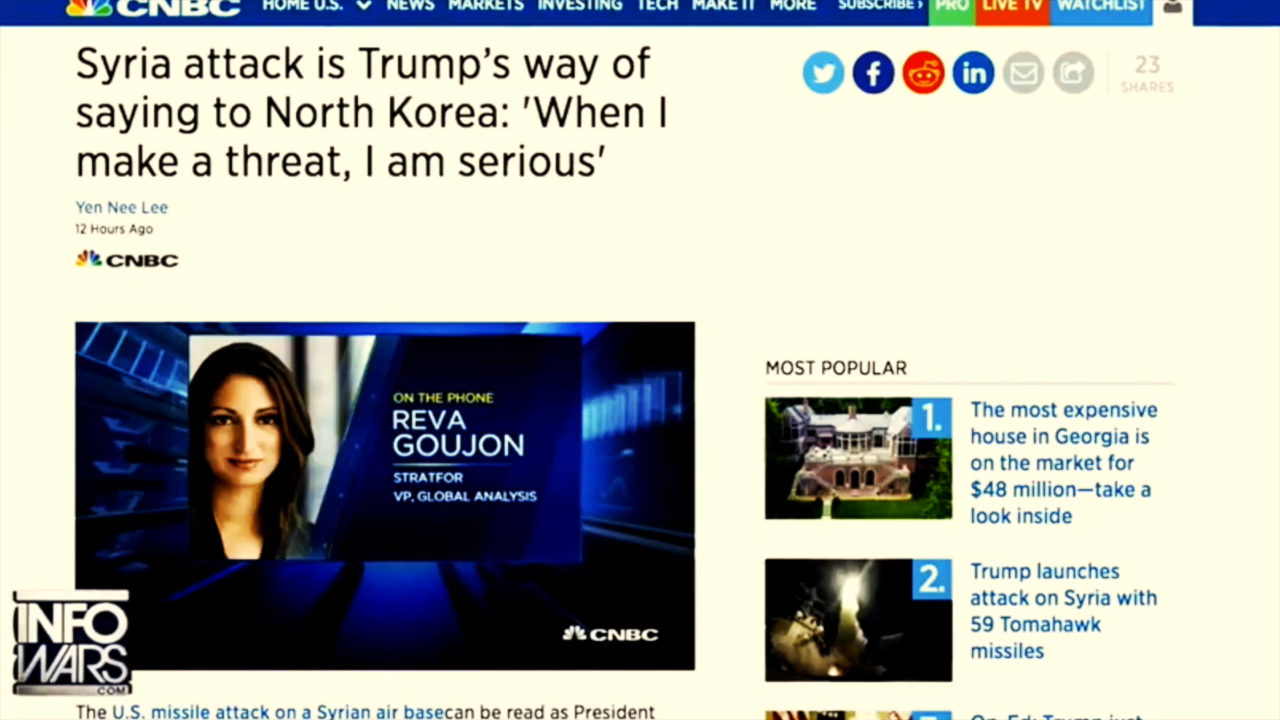 CNBC HOME U.S. NEWS MARKETS INVESTING TECH MAKE IT MORE SUBSCRIBE PRO LIVE TV WATCHLIST
Syria attack is Trump’s way of
saying to North Korea: 'When I
make a threat, I am serious'
23
SHARES
Yen Nee Lee
12 Hours Ago
CNBC
ON THE PHONE
REVA
GOUJON
STRATFOR
VP, GLOBAL ANALYSIS
CNBC
INFO
WARS
.COM
The U.S. missile attack on a Syrian air basecan be read as President
MOST POPULAR
1.
The most expensive
house in Georgia is
on the market for
$48 million—take a
look inside
2.
Trump launches
attack on Syria with
59 Tomahawk
missiles